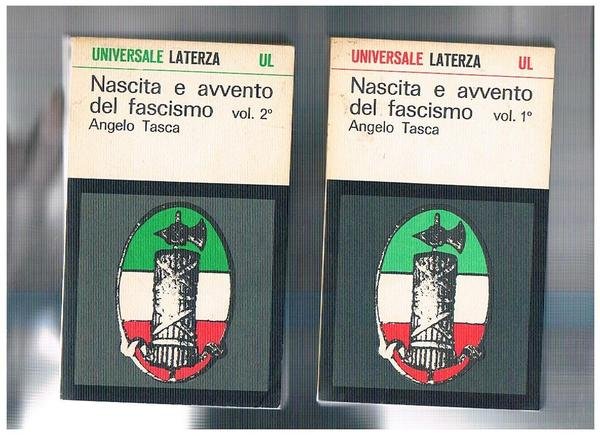 UNIVERSALE LATERZA UL
Nascita e avvento
del fascismo vol. 2°
Angelo Tasca
UNIVERSALE LATERZA UL
Nascita e avvento
del fascismo vol. 1°
Angelo Tasca